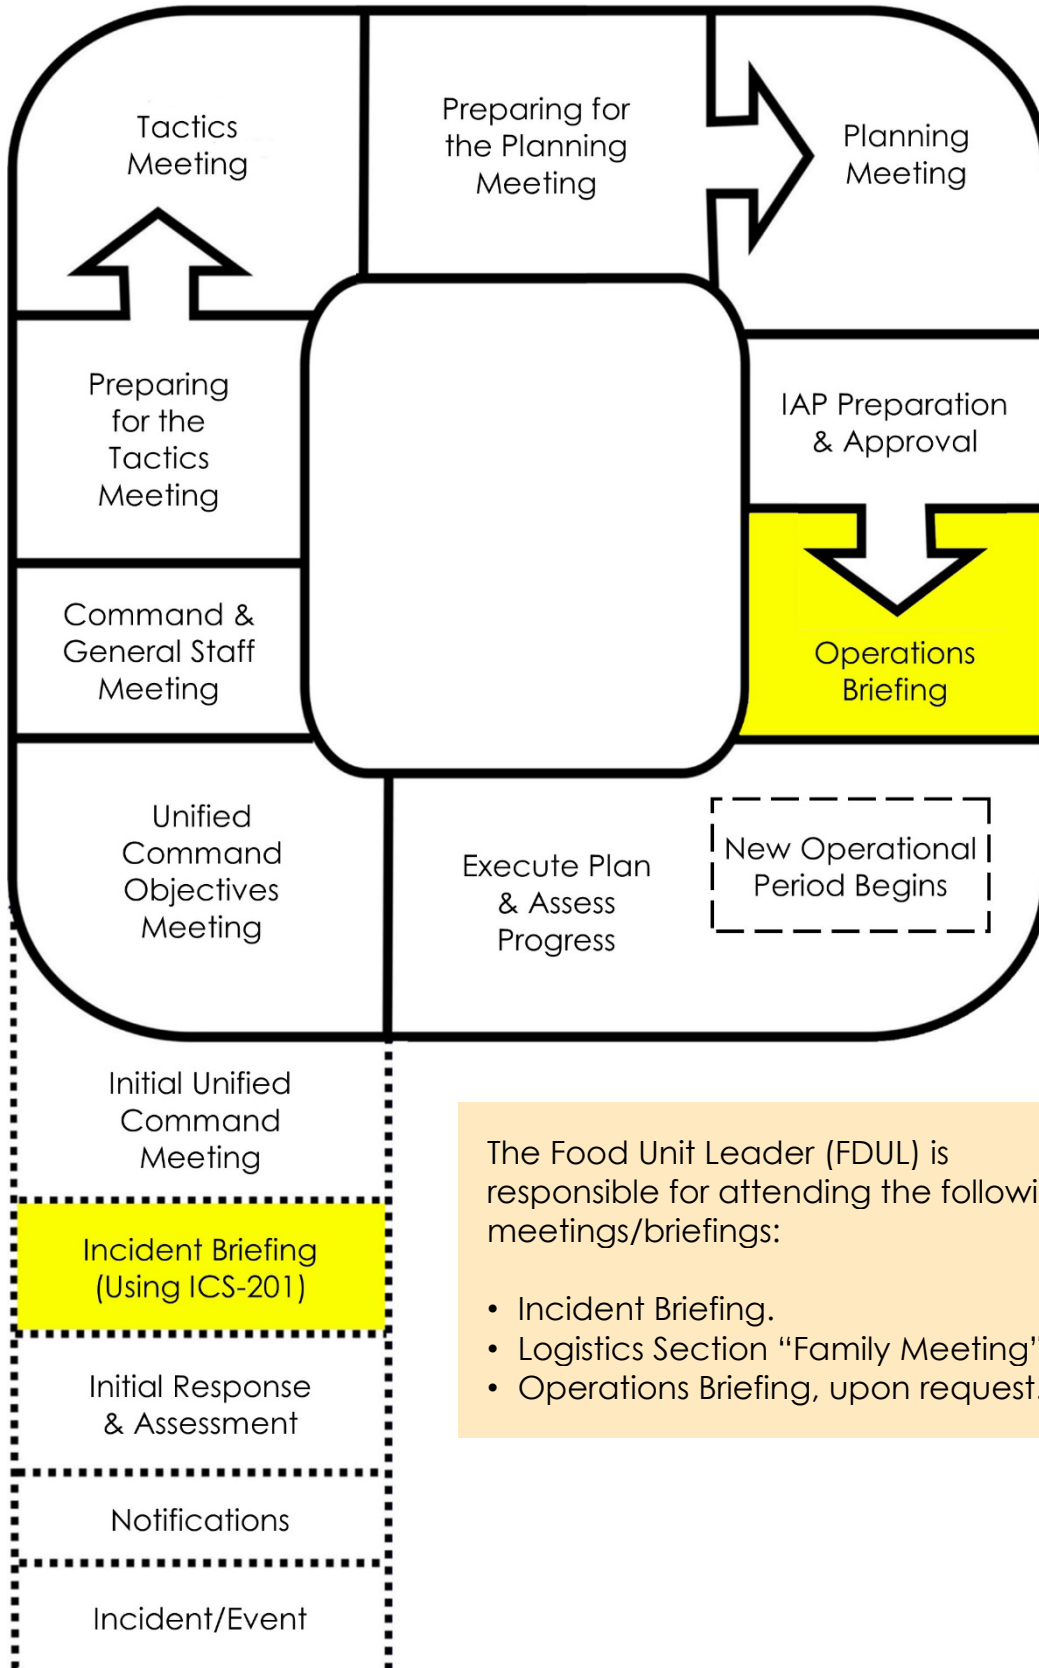 Tactics
Meeting
Preparing for
the Planning
Meeting
Planning
Meeting
Preparing
for the
Tactics
Meeting
IAP Preparation
& Approval
Command &
General Staff
Meeting
Operations
Briefing
Unified
Command
Objectives
Meeting
Execute Plan
& Assess
Progress
New Operational
Period Begins
Initial Unified
Command
Meeting
Incident Briefing
(Using ICS-201)
Initial Response
& Assessment
Notifications
Incident/Event
The Food Unit Leader (FDUL) is
responsible for attending the followi
meetings/briefings:
• Incident Briefing.
• Logistics Section “Family Meeting”
• Operations Briefing, upon request.